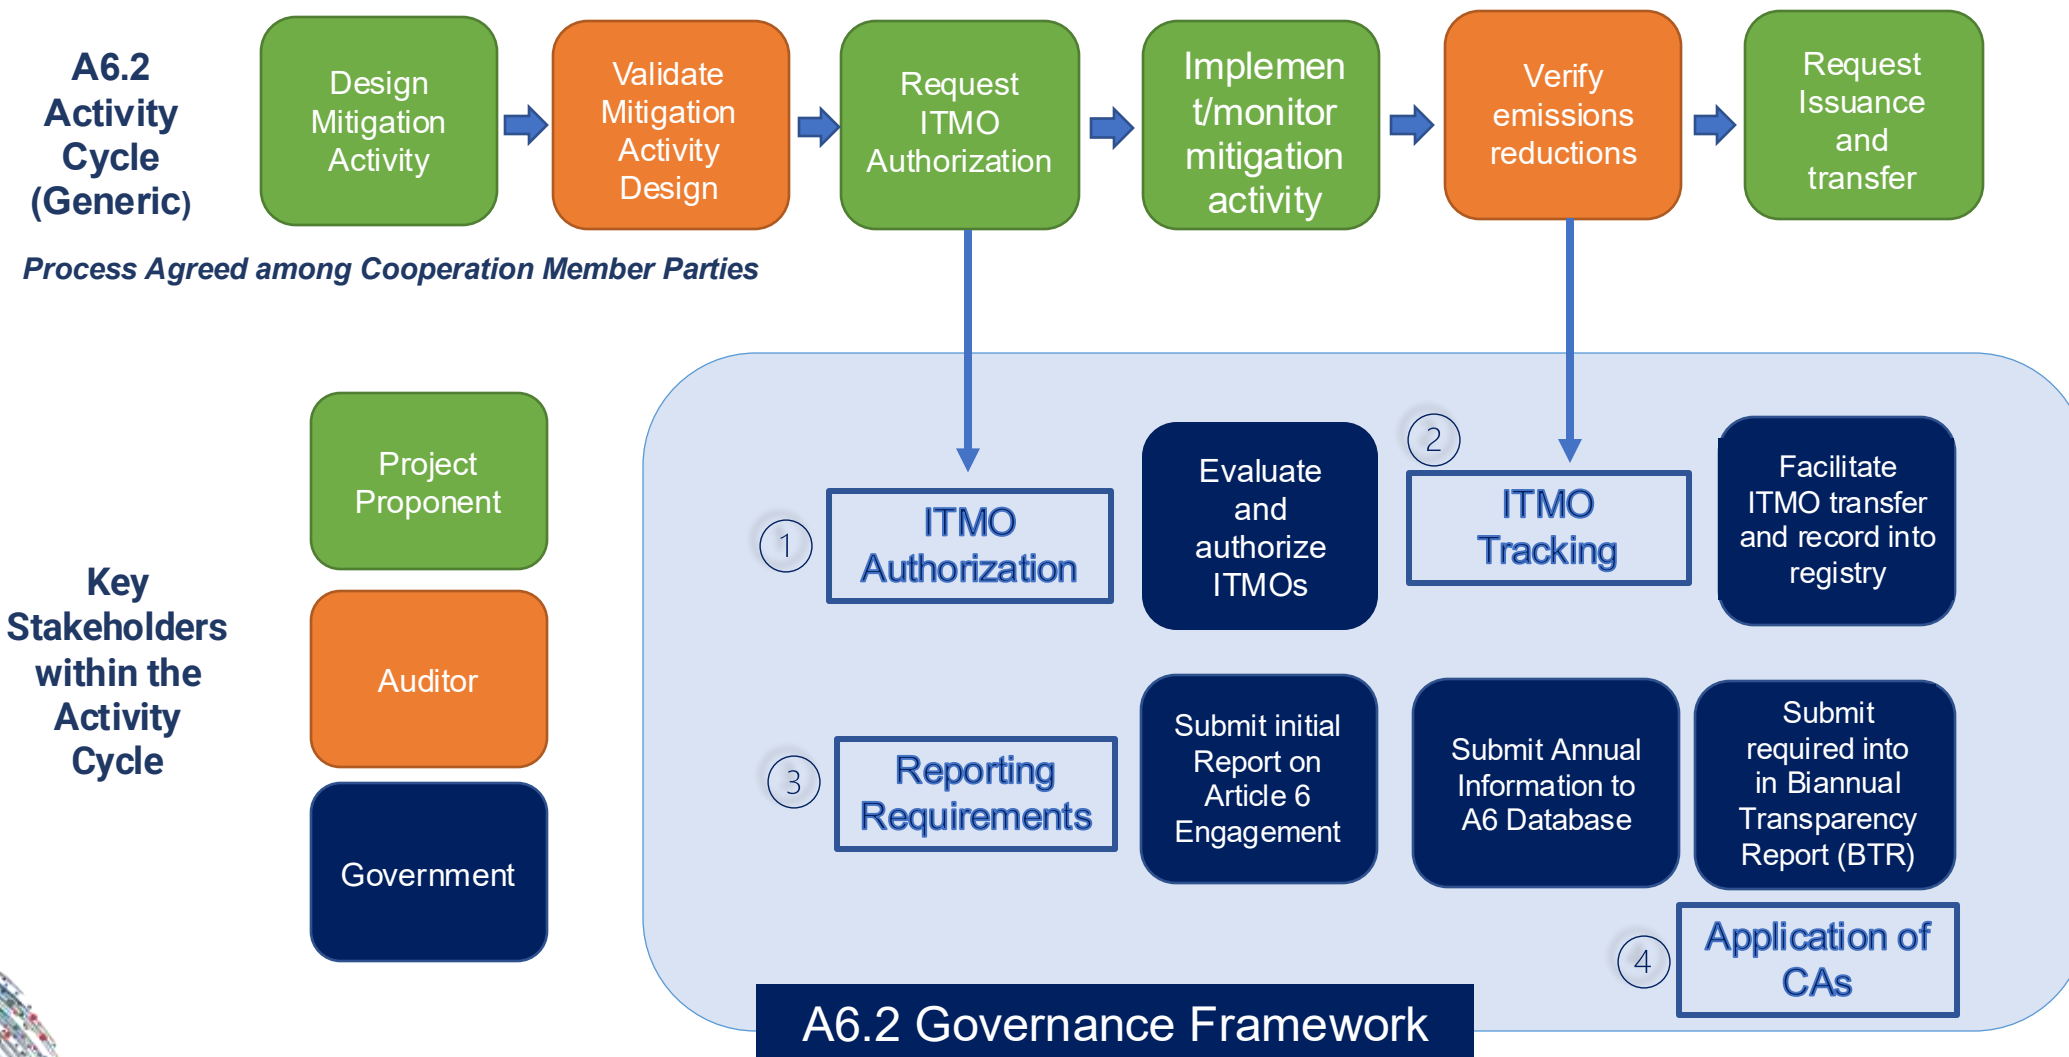 A6.2
Activity
Cycle
(Generic)
Design
Mitigation
Activity
Validate
Mitigation
Activity
Design
Request
ITMO
Authorization
Implemen
t/monitor
mitigation
activity
Verify
emissions
reductions
Request
Issuance
and
transfer
Process Agreed among Cooperation Member Parties
Key
Stakeholders
within the
Activity
Cycle
Project
Proponent
Auditor
Government
1
ITMO
Authorization
Evaluate
and
authorize
ITMOs
2
ITMO
Tracking
Facilitate
ITMO transfer
and record into
registry
3
Reporting
Requirements
Submit initial
Report on
Article 6
Engagement
Submit Annual
Information to
A6 Database
Submit
required into
in Biannual
Transparency
Report (BTR)
4
Application of
CAs
A6.2 Governance Framework